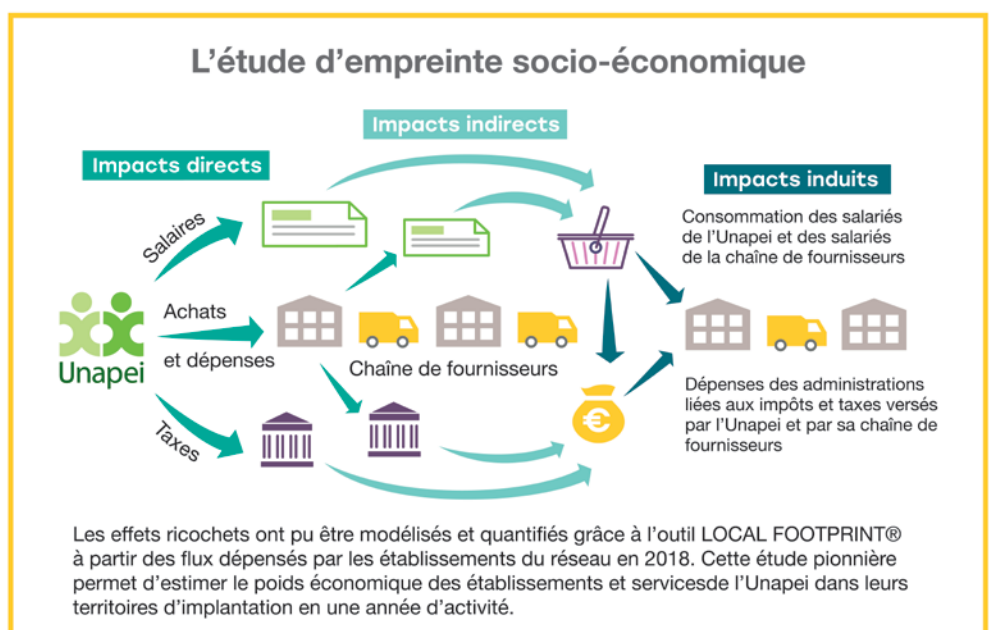 L'étude d'empreinte socio-économique
Impacts indirects
Impacts directs
Impacts induits
Salaires
Consommation des salariés
de l'Unapei et des salariés
de la chaîne de fournisseurs
Achats
et dépenses
Unapei
Chaîne de fournisseurs
€
Taxes
Dépenses des administrations
liées aux impôts et taxes versés
par l'Unapei et par sa chaîne de
fournisseurs
Les effets ricochets ont pu être modélisés et quantifiés grâce à l'outil LOCAL FOOTPRINT®
à partir des flux dépensés par les établissements du réseau en 2018. Cette étude pionnière
permet d'estimer le poids économique des établissements et servicesde l'Unapei dans leurs
territoires d'implantation en une année d'activité.